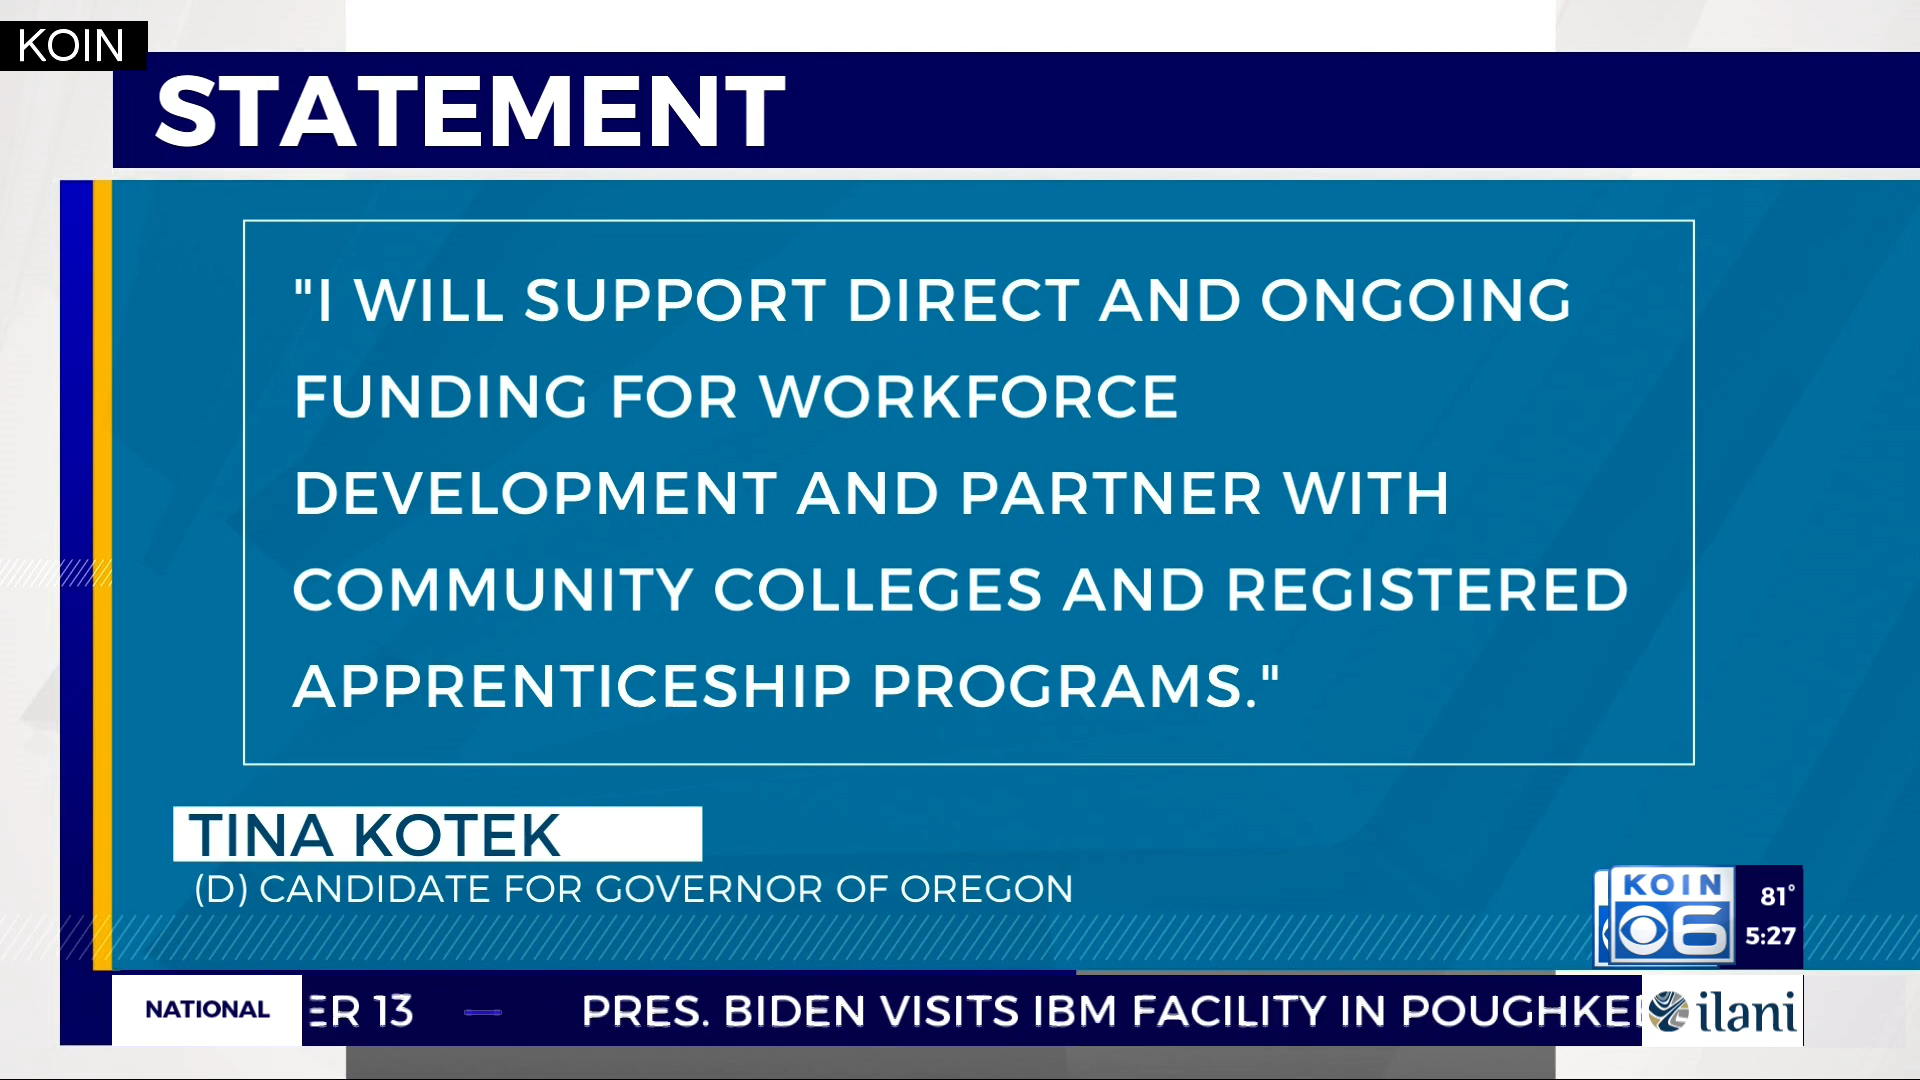 KOIN
STATEMENT
"I WILL SUPPORT DIRECT AND ONGOING
FUNDING FOR WORKFORCE
DEVELOPMENT AND PARTNER WITH
COMMUNITY COLLEGES AND REGISTERED
APPRENTICESHIP PROGRAMS."
TINA KOTEK
(D) CANDIDATE FOR GOVERNOR OF OREGON
KOIN
6
81°
5:27
NATIONAL
ER 13 — PRES. BIDEN VISITS IBM FACILITY IN POUGHKE
ilani